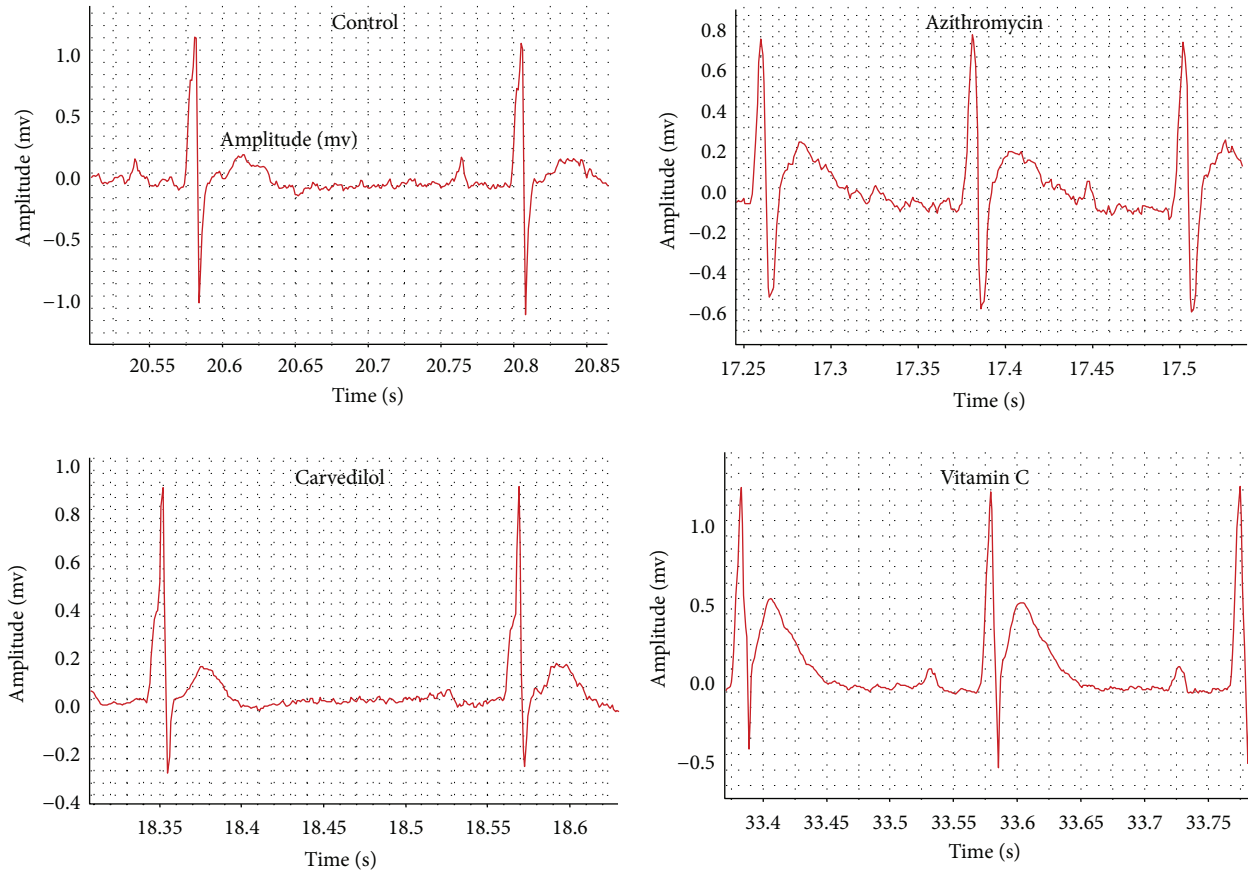 Control
Amplitude (mv)
1.0
0.5
0.0
−0.5
−1.0
Amplitude (mv)
20.55 20.6 20.65 20.7 20.75 20.8 20.85
Time (s)
Azithromycin
Amplitude (mv)
0.8
0.6
0.4
0.2
0.0
−0.2
−0.4
−0.6
17.25 17.3 17.35 17.4 17.45 17.5
Time (s)
Carvedilol
Amplitude (mv)
1.0
0.8
0.6
0.4
0.2
0.0
−0.2
−0.4
18.35 18.4 18.45 18.5 18.55 18.6
Time (s)
Vitamin C
Amplitude (mv)
1.0
0.5
0.0
−0.5
33.4 33.45 33.5 33.55 33.6 33.65 33.7 33.75
Time (s)